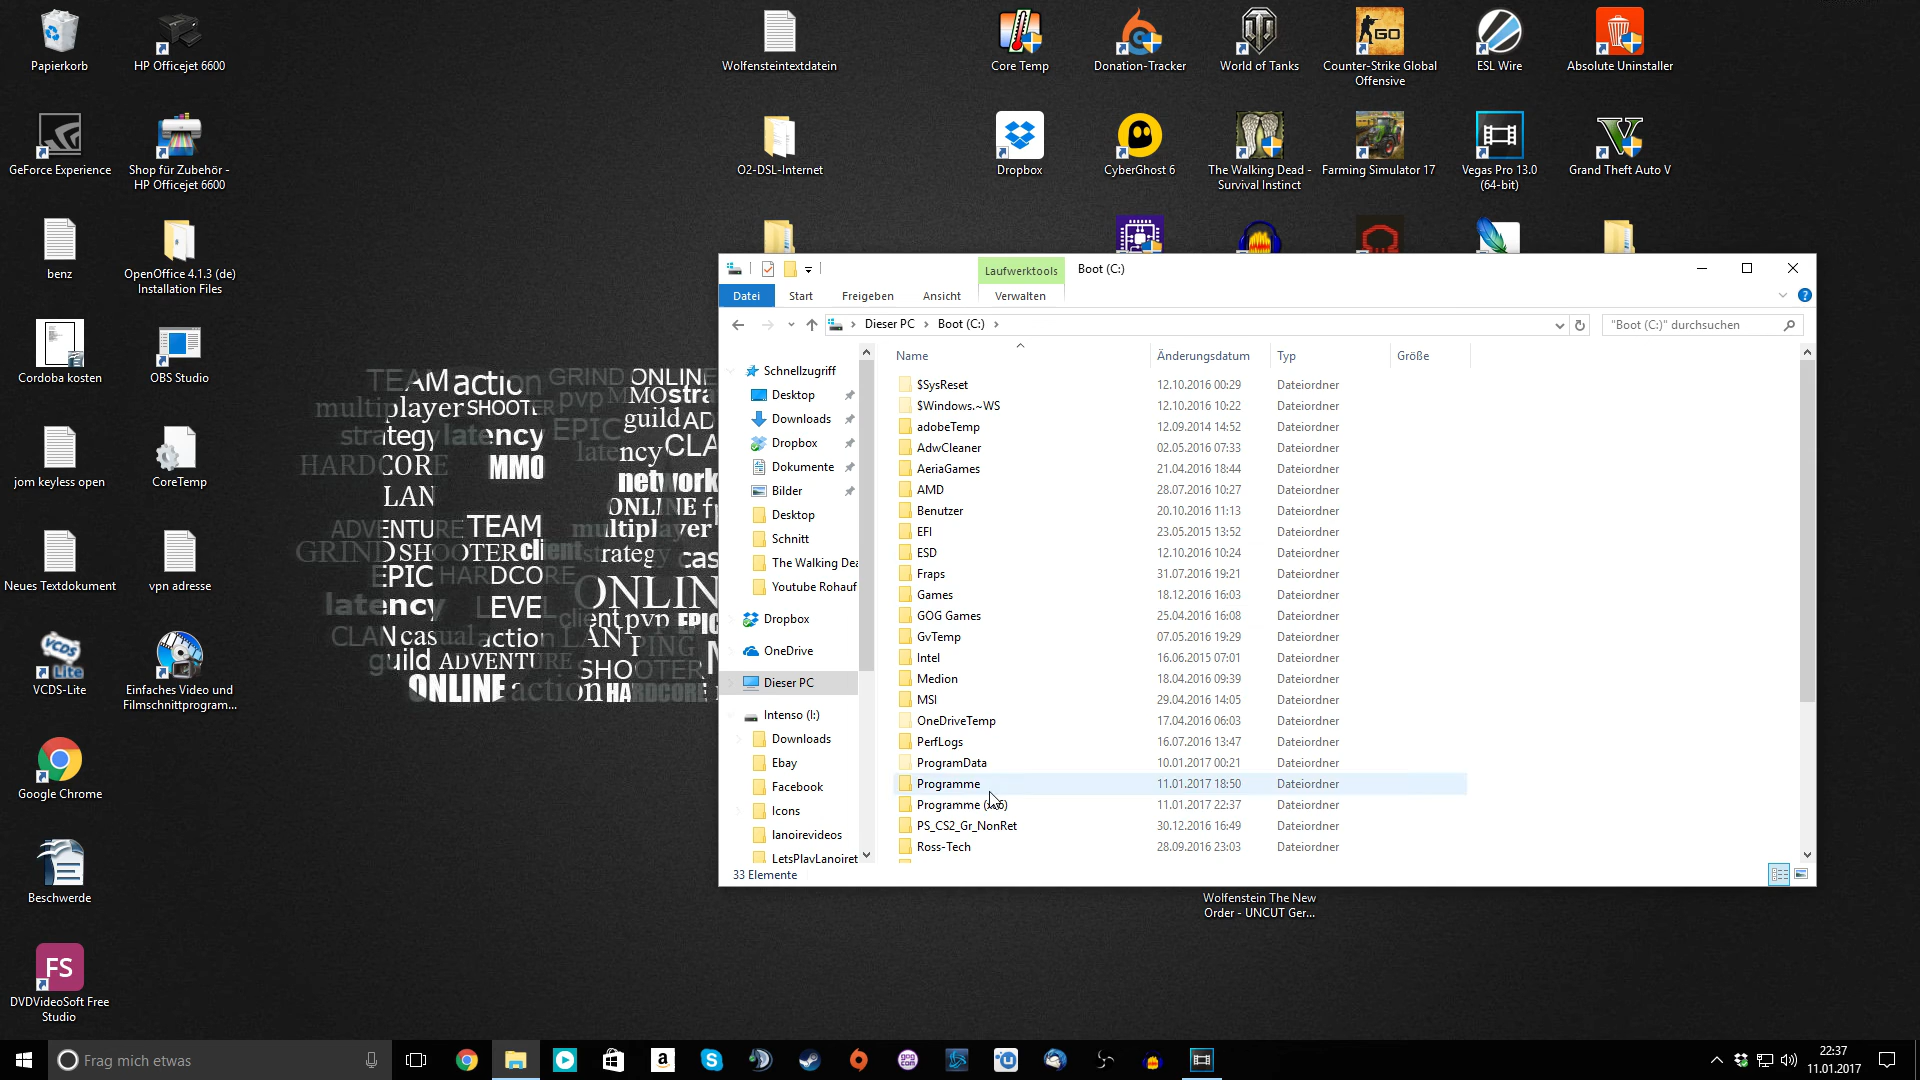 Papierkorb
HP Officejet 6600
Wolfensteintextdatein
Core Temp
Donation-Tracker
World of Tanks
Counter-Strike Global
Offensive
ESL Wire
Absolute Uninstaller
GeForce Experience
Shop für Zubehör -
HP Officejet 6600
O2-DSL-Internet
Dropbox
CyberGhost 6
The Walking Dead -
Survival Instinct
Farming Simulator 17
Vegas Pro 13.0
(64-bit)
Grand Theft Auto V
benz
OpenOffice 4.1.3 (de)
Installation Files
Cordoba kosten
OBS Studio
jom keyless open
CoreTemp
Neues Textdokument
vpn adresse
VCDS-Lite
Einfaches Video und
Filmschnittprogram...
Google Chrome
Beschwerde
DVDVideoSoft Free
Studio
Wolfenstein The New
Order - UNCUT Ger...
TEAM action GRIND ONLINE
multiplayer SHOOTER pvp MMO
strategy latency EPIC guild
HARDCORE MMO latency
LAN network
ONLINE
ADVENTURE TEAM multiplayer
GRIND SHOOTER client strategy
EPIC HARDCORE
latency LEVEL
client pvp EPIC
CLAN casual action LAN PING
guild ADVENTURE SHOOTER
ONLINE action HARDCORE
Laufwerktools
Boot (C:)
Datei
Start
Freigeben
Ansicht
Verwalten
Dieser PC
Boot (C:)
"Boot (C:)" durchsuchen
Schnellzugriff
Desktop
Downloads
Dropbox
Dokumente
Bilder
Desktop
Schnitt
The Walking Dea
Youtube Rohauf
Dropbox
OneDrive
Dieser PC
Intenso (I:)
Downloads
Ebay
Facebook
Icons
lanoirevideos
LetsPlayLanoiret
Name Änderungsdatum Typ Größe
$SysReset 12.10.2016 00:29 Dateiordner
$Windows.~WS 12.10.2016 10:22 Dateiordner
adobeTemp 12.09.2014 14:52 Dateiordner
AdwCleaner 02.05.2016 07:33 Dateiordner
AeriaGames 21.04.2016 18:44 Dateiordner
AMD 28.07.2016 10:27 Dateiordner
Benutzer 20.10.2016 11:13 Dateiordner
EFI 23.05.2015 13:52 Dateiordner
ESD 12.10.2016 10:24 Dateiordner
Fraps 31.07.2016 19:21 Dateiordner
Games 18.12.2016 16:03 Dateiordner
GOG Games 25.04.2016 16:08 Dateiordner
GvTemp 07.05.2016 19:29 Dateiordner
Intel 16.06.2015 07:01 Dateiordner
Medion 18.04.2016 09:39 Dateiordner
MSI 29.04.2016 14:05 Dateiordner
OneDriveTemp 17.04.2016 06:03 Dateiordner
PerfLogs 16.07.2016 13:47 Dateiordner
ProgramData 10.01.2017 00:21 Dateiordner
Programme 11.01.2017 18:50 Dateiordner
Programme 11.01.2017 22:37 Dateiordner
PS_CS2_Gr_NonRet 30.12.2016 16:49 Dateiordner
Ross-Tech 28.09.2016 23:03 Dateiordner
33 Elemente
Frag mich etwas
22:37
11.01.2017